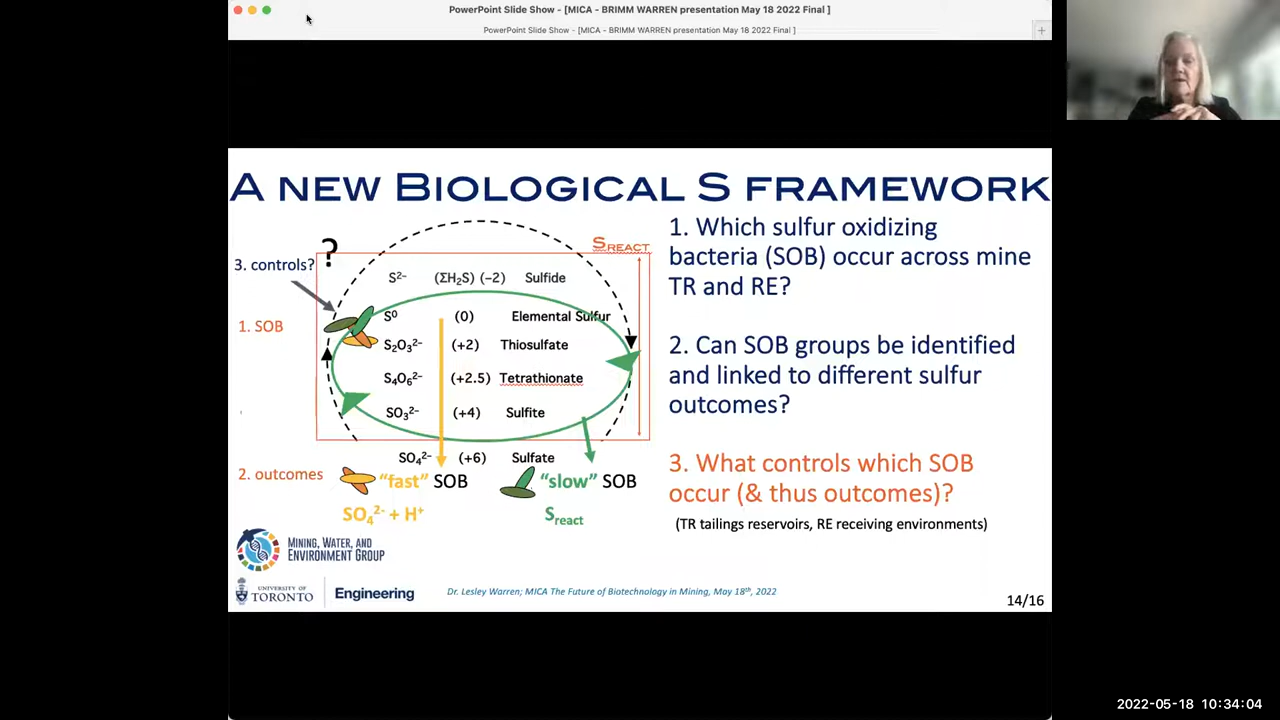 PowerPoint Slide Show - [MICA - BRIMM WARREN presentation May 18 2022 Final ]
PowerPoint Slide Show - [MICA - BRIMM WARREN presentation May 18 2022 Final ]
A NEW BIOLOGICAL S FRAMEWORK
?
SREACT
3. controls?
S²⁻ (ΣH₂S) (−2) Sulfide
1. SOB
S⁰ (0) Elemental Sulfur
S₂O₃²⁻ (+2) Thiosulfate
S₄O₆²⁻ (+2.5) Tetrathionate
SO₃²⁻ (+4) Sulfite
SO₄²⁻ (+6) Sulfate
2. outcomes
"fast" SOB
"slow" SOB
SO₄²⁻ + H⁺
Sreact
1. Which sulfur oxidizing
bacteria (SOB) occur across mine
TR and RE?
2. Can SOB groups be identified
and linked to different sulfur
outcomes?
3. What controls which SOB
occur (& thus outcomes)?
(TR tailings reservoirs, RE receiving environments)
MINING, WATER, AND
ENVIRONMENT GROUP
UNIVERSITY OF
TORONTO
Engineering
Dr. Lesley Warren; MICA The Future of Biotechnology in Mining, May 18th, 2022
14/16
2022-05-18 10:34:04